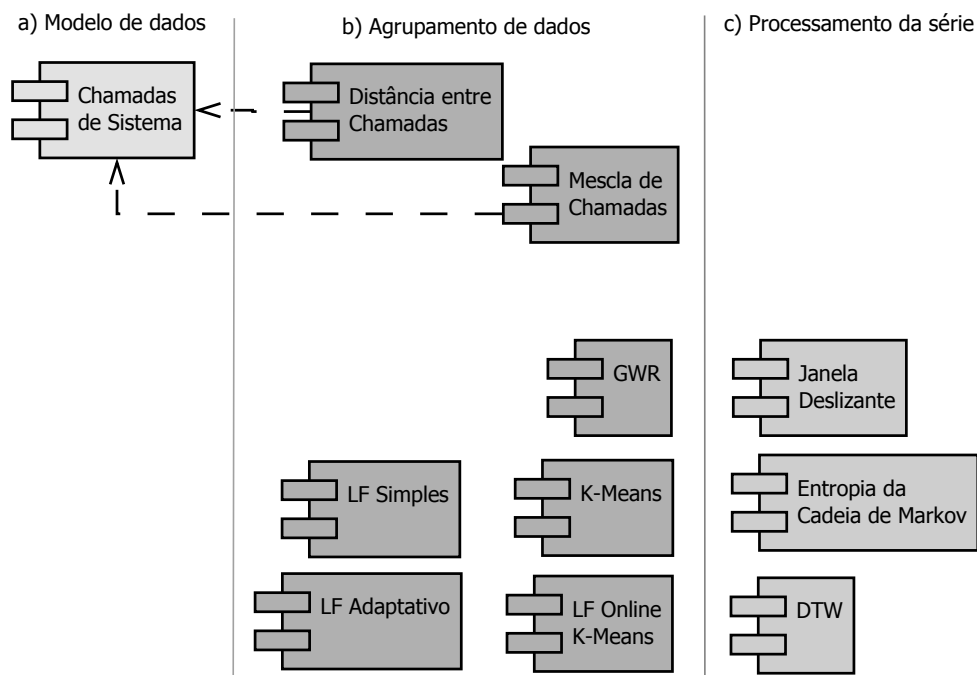 a) Modelo de dados
b) Agrupamento de dados
c) Processamento da série
Chamadas
de Sistema
Distância entre
Chamadas
Mescla de
Chamadas
GWR
Janela
Deslizante
LF Simples
K-Means
Entropia da
Cadeia de Markov
LF Adaptativo
LF Online
K-Means
DTW